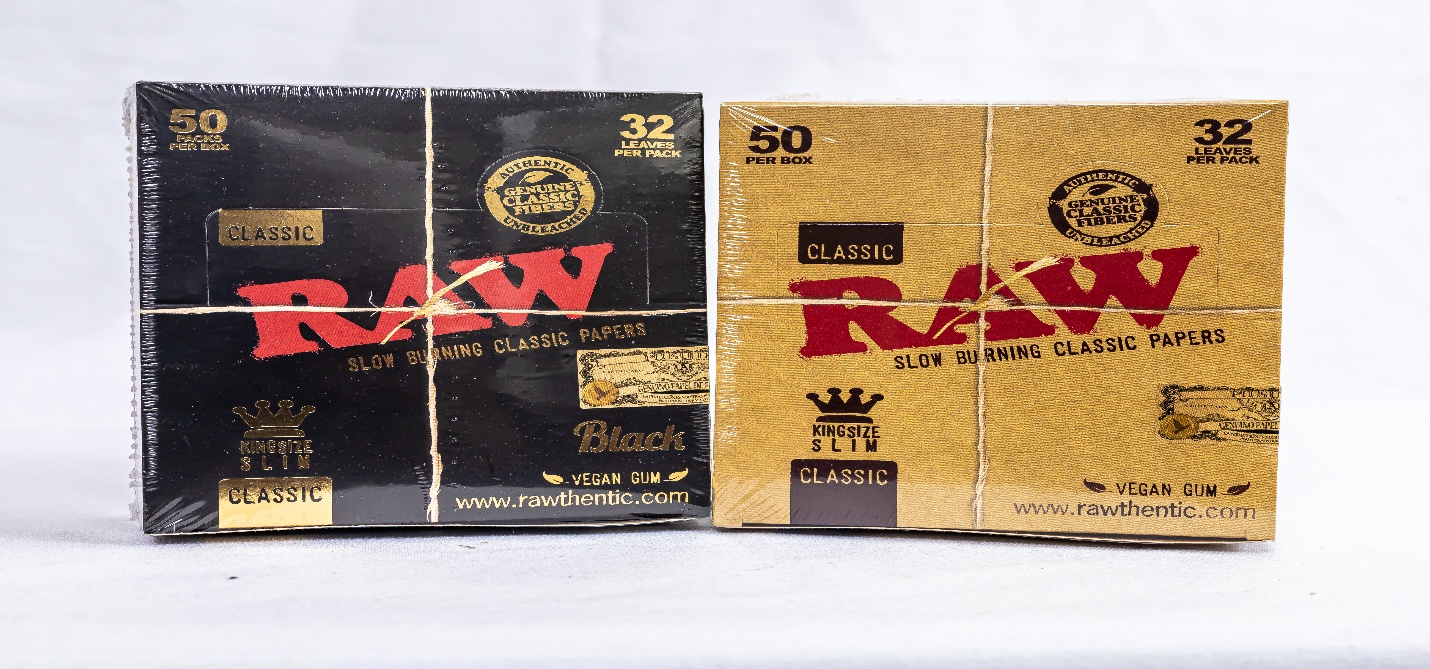 50
PACKS
PER BOX
32
LEAVES
PER PACK
AUTHENTIC
GENUINE
CLASSIC
FIBERS
UNBLEACHED
CLASSIC
RAW
SLOW BURNING CLASSIC PAPERS
KINGSIZE
SLIM
CLASSIC
Black
VEGAN GUM
www.rawthentic.com
50
PER BOX
32
LEAVES
PER PACK
AUTHENTIC
GENUINE
CLASSIC
FIBERS
UNBLEACHED
CLASSIC
RAW
SLOW BURNING CLASSIC PAPERS
KINGSIZE
SLIM
CLASSIC
GENUINO PAPEL
VEGAN GUM
www.rawthentic.com